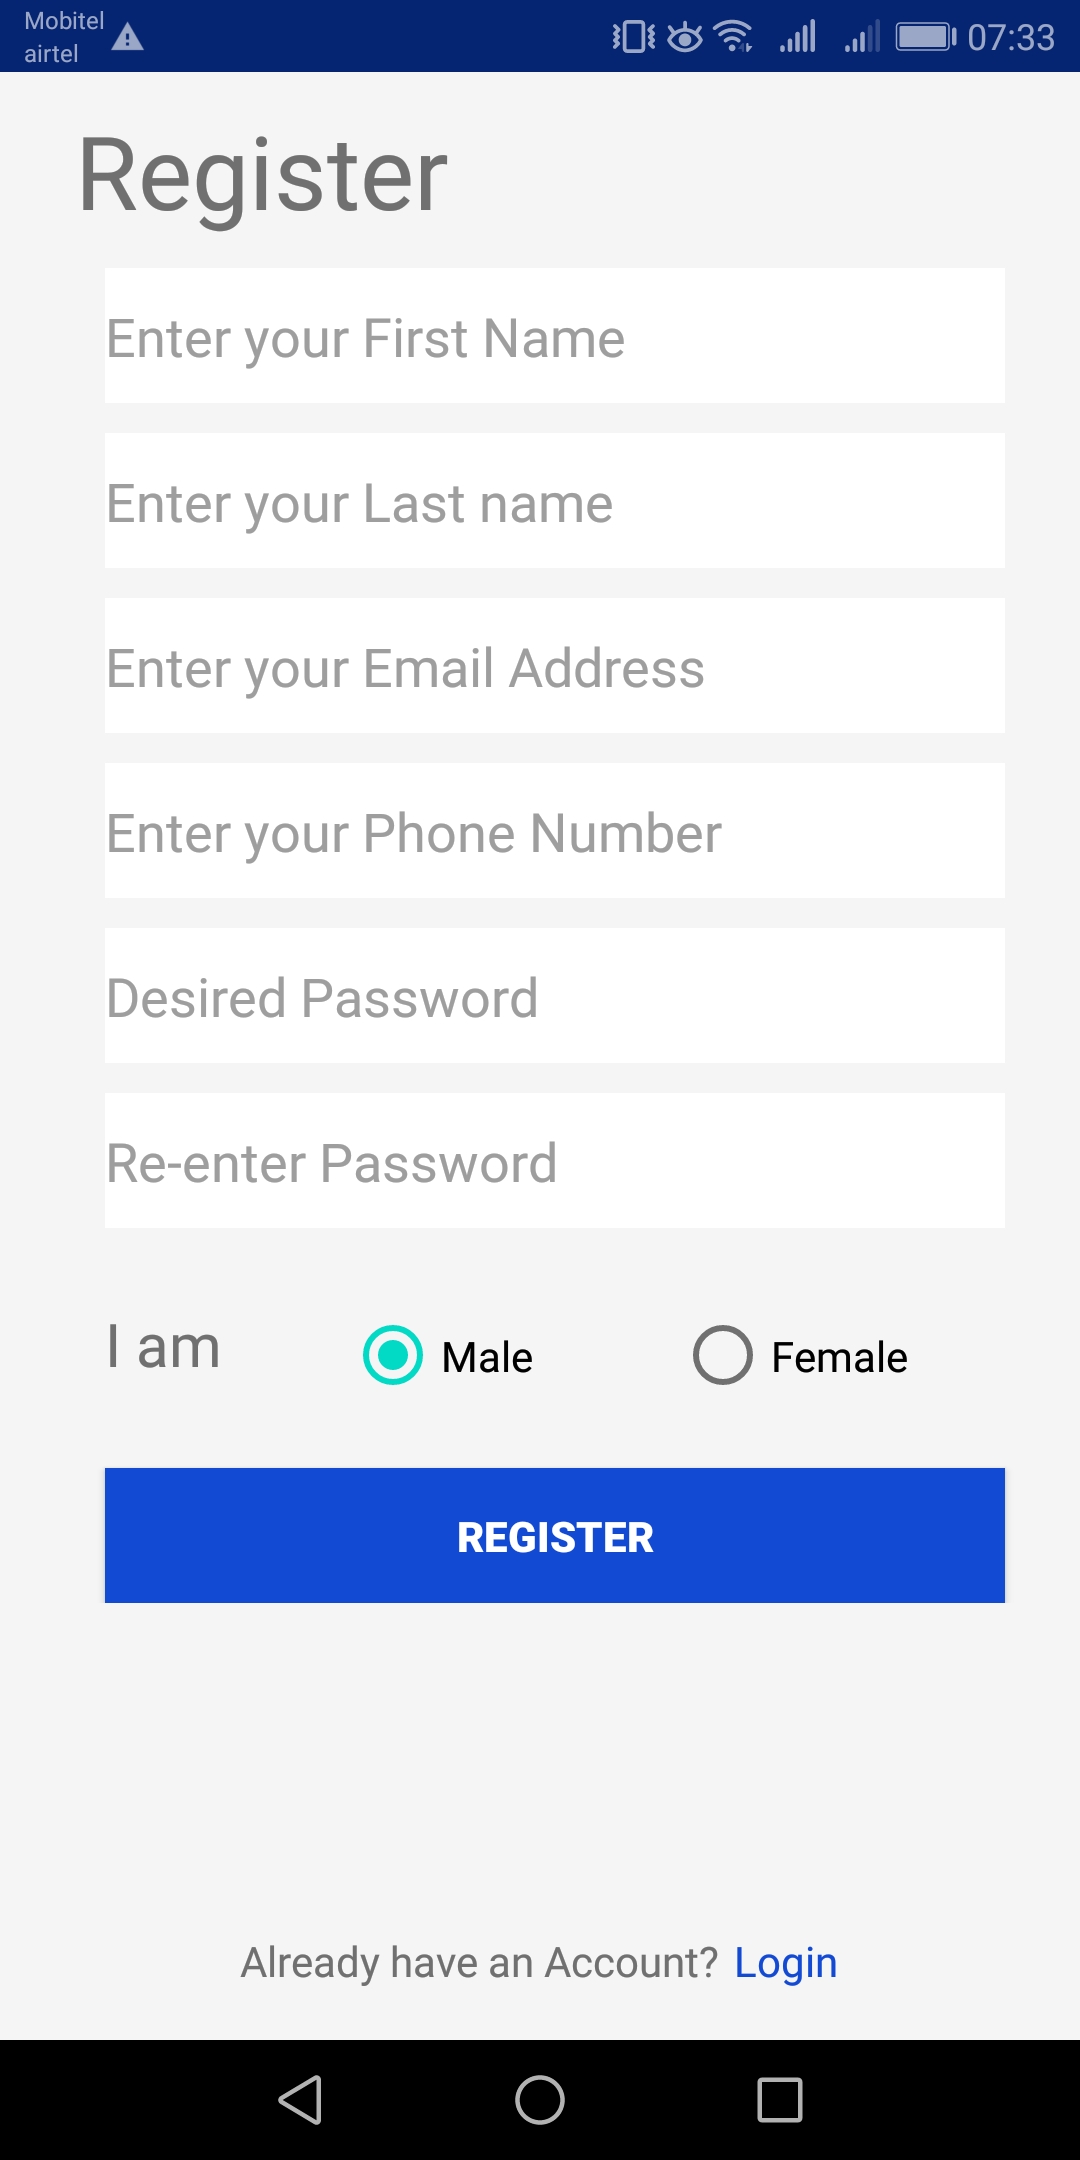 Mobitel
airtel
07:33
Register
Enter your First Name
Enter your Last name
Enter your Email Address
Enter your Phone Number
Desired Password
Re-enter Password
I am Male Female
REGISTER
Already have an Account? Login